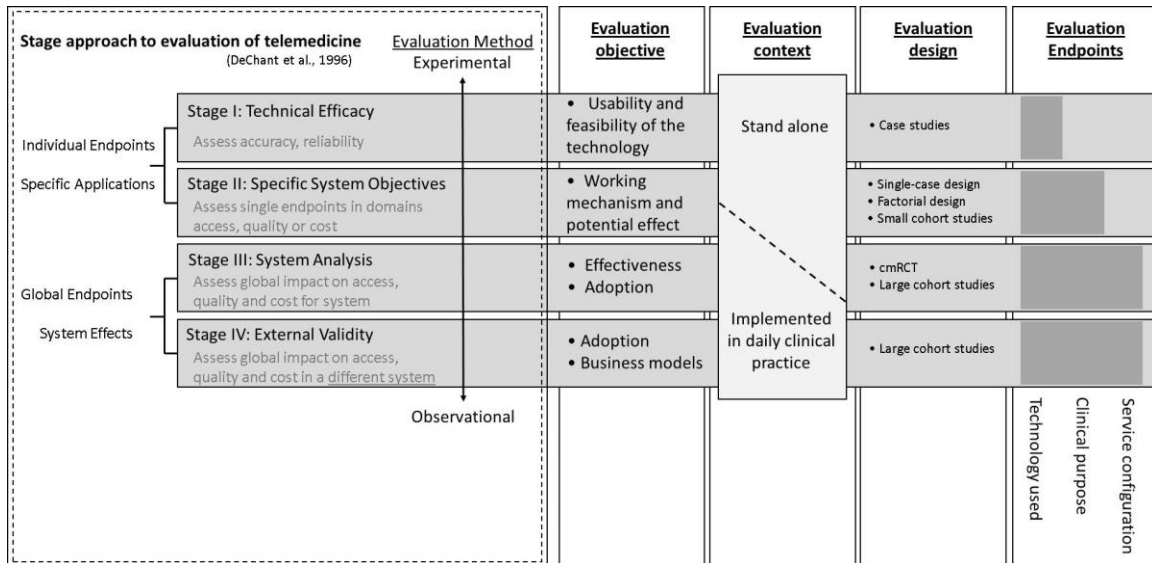 Stage approach to evaluation of telemedicine
(DeChant et al., 1996)
Evaluation Method
Experimental
Individual Endpoints
Specific Applications
Global Endpoints
System Effects
Stage I: Technical Efficacy
Assess accuracy, reliability
Stage II: Specific System Objectives
Assess single endpoints in domains
access, quality or cost
Stage III: System Analysis
Assess global impact on access,
quality and cost for system
Stage IV: External Validity
Assess global impact on access,
quality and cost in a different system
Observational
Evaluation
objective
• Usability and
feasibility of the
technology
• Working
mechanism and
potential effect
• Effectiveness
• Adoption
• Adoption
• Business models
Evaluation
context
Stand alone
Implemented
in daily clinical
practice
Evaluation
design
• Case studies
• Single-case design
• Factorial design
• Small cohort studies
• cmRCT
• Large cohort studies
• Large cohort studies
Evaluation
Endpoints
Technology used
Clinical purpose
Service configuration